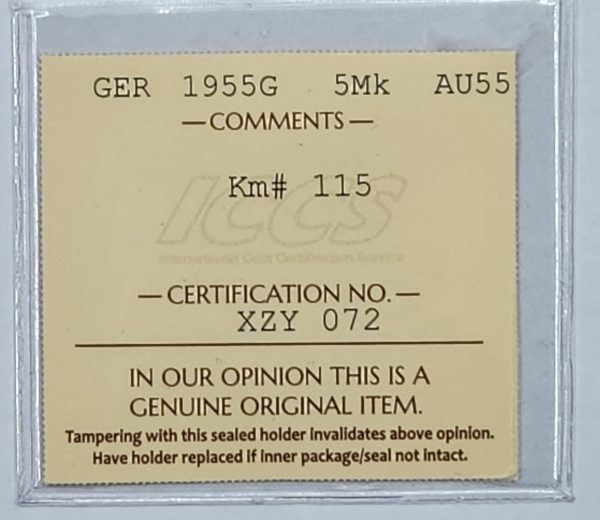 GER 1955G 5Mk AU55
—COMMENTS—
Km# 115
ICCS
International Coin Certification Service
—CERTIFICATION NO.—
XZY 072
IN OUR OPINION THIS IS A
GENUINE ORIGINAL ITEM.
Tampering with this sealed holder invalidates above opinion.
Have holder replaced if inner package/seal not intact.